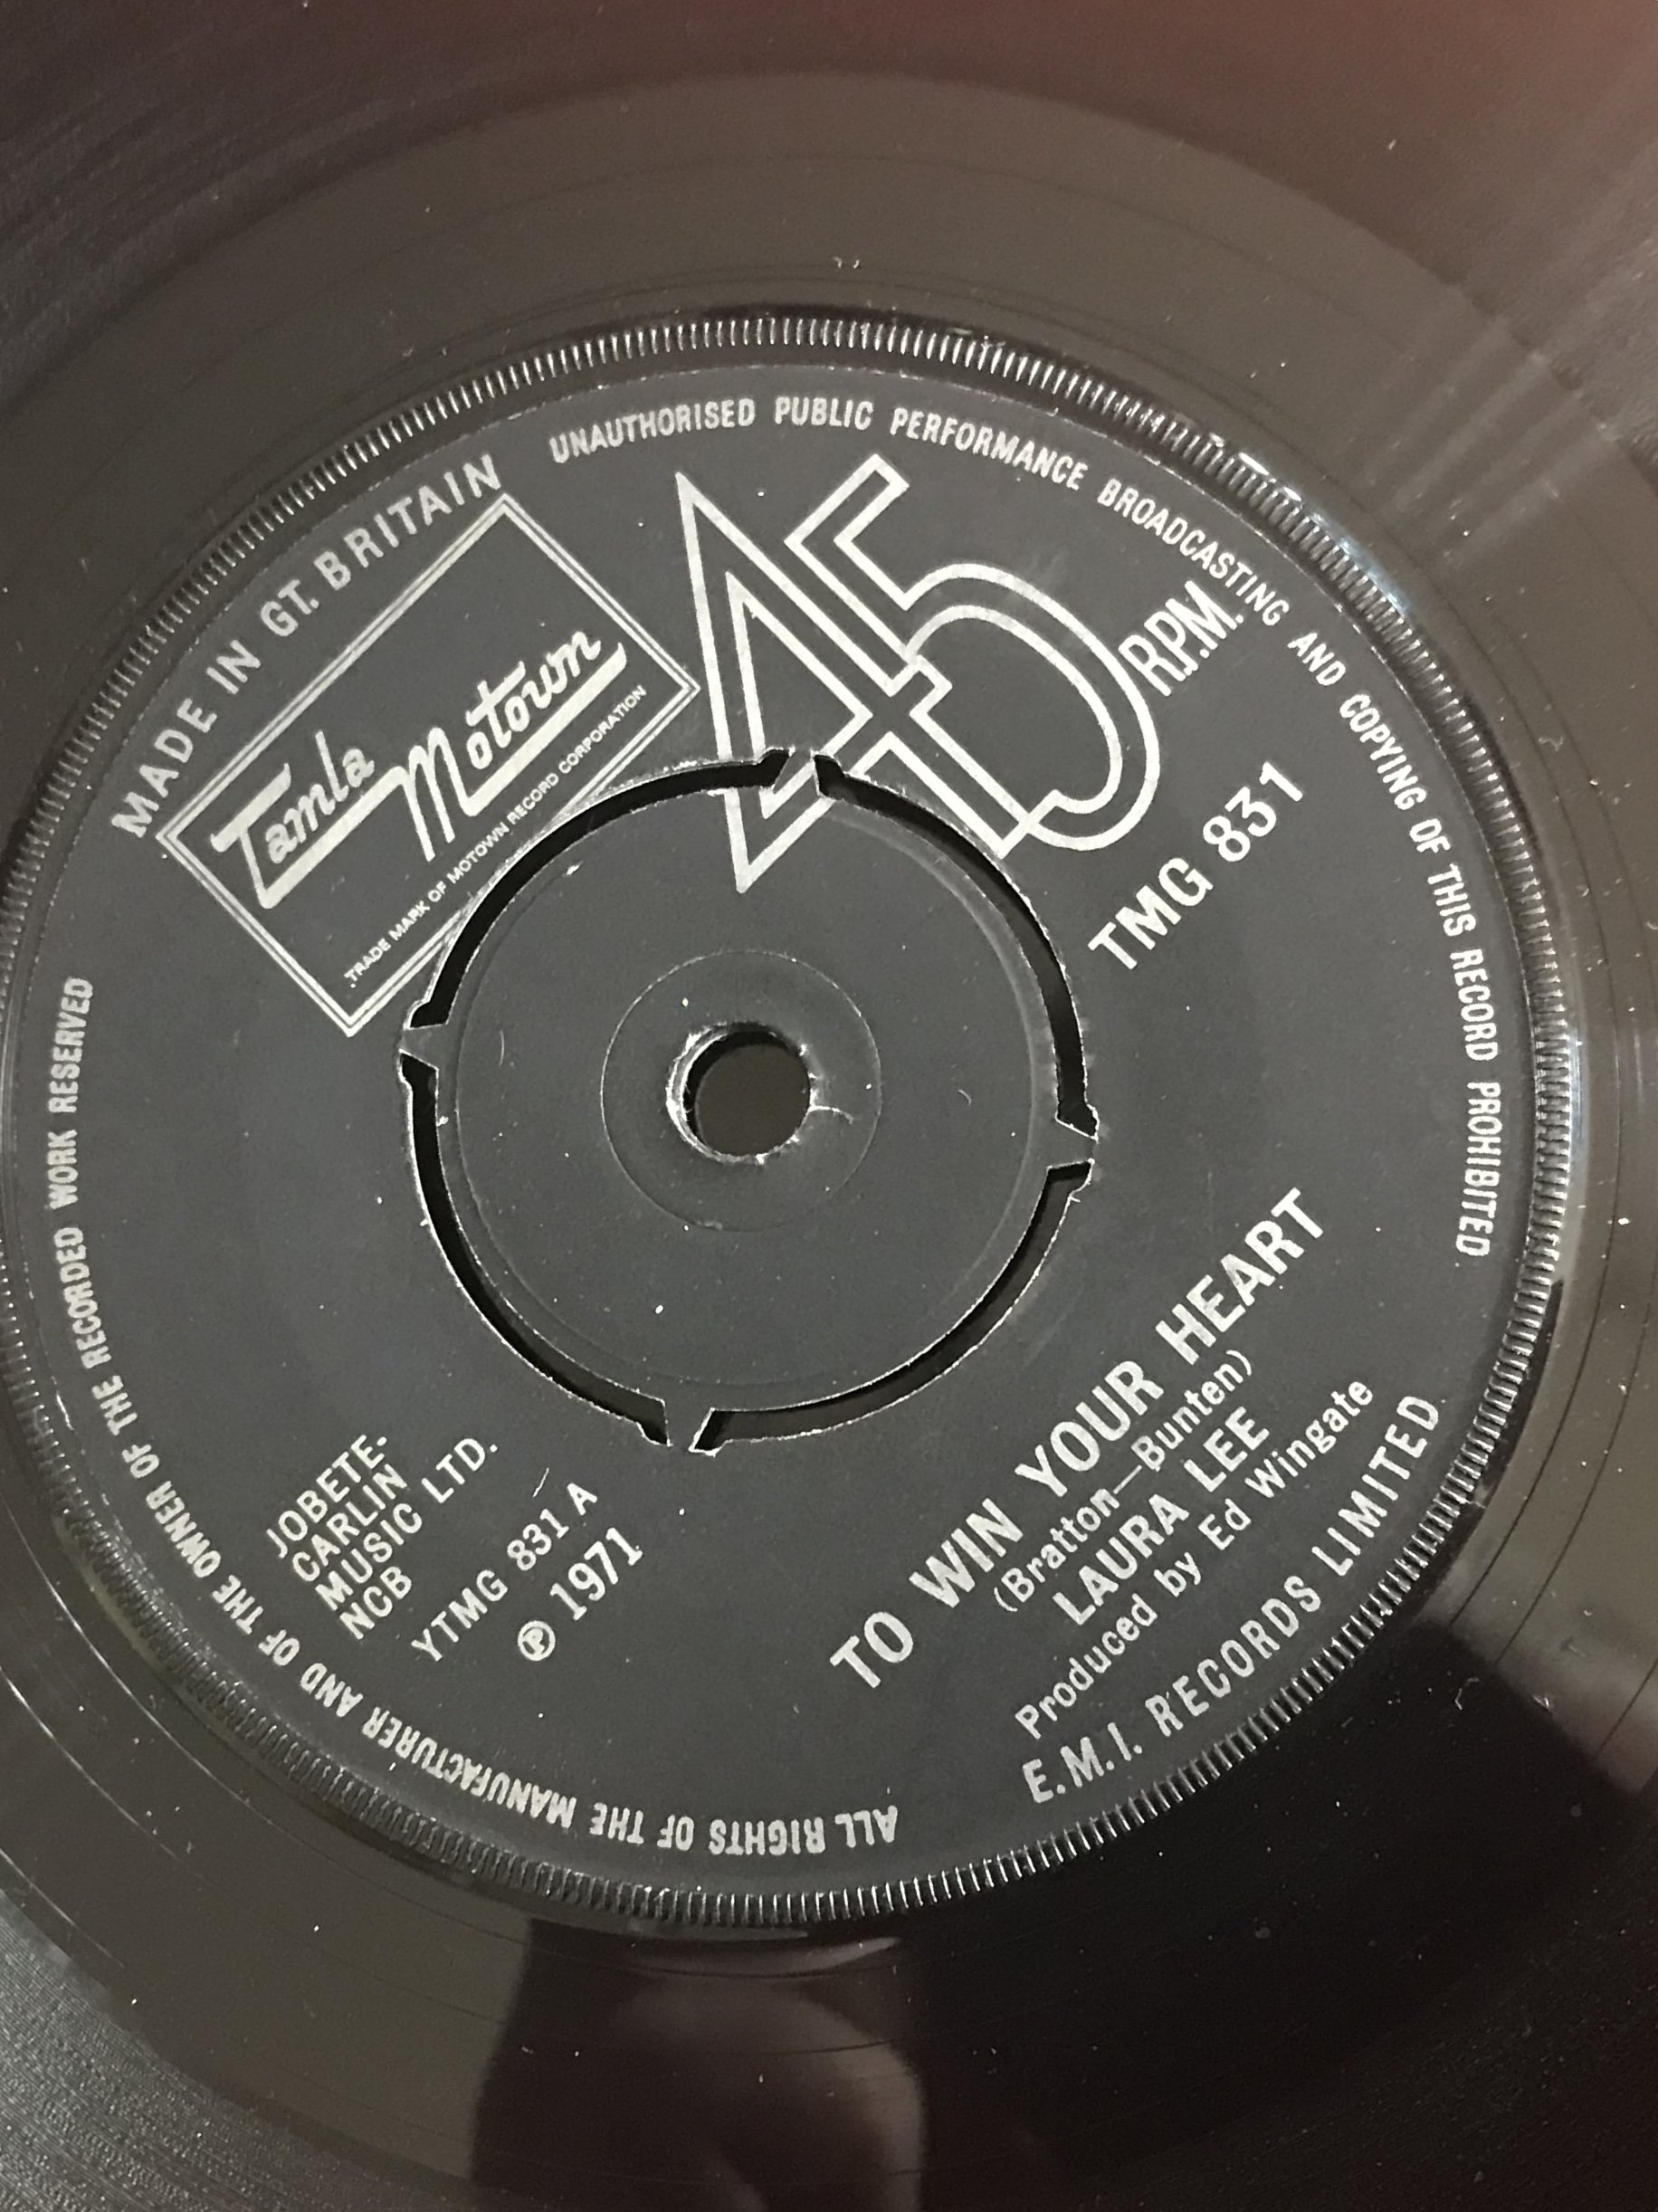 MADE IN GT. BRITAIN
UNAUTHORISED PUBLIC PERFORMANCE BROADCASTING AND COPYING OF THIS RECORD PROHIBITED
Tamla
Motown
TRADE MARK OF MOTOWN RECORD CORPORATION
45
R.P.M.
TMG 831
JOBETE-
CARLIN
MUSIC LTD.
NCB
YTMG 831 A
Ⓟ 1971
TO WIN YOUR HEART
(Bratton—Bunten)
LAURA LEE
Produced by Ed Wingate
E.M.I. RECORDS LIMITED
ALL RIGHTS OF THE MANUFACTURER AND OF THE OWNER OF THE RECORDED WORK RESERVED